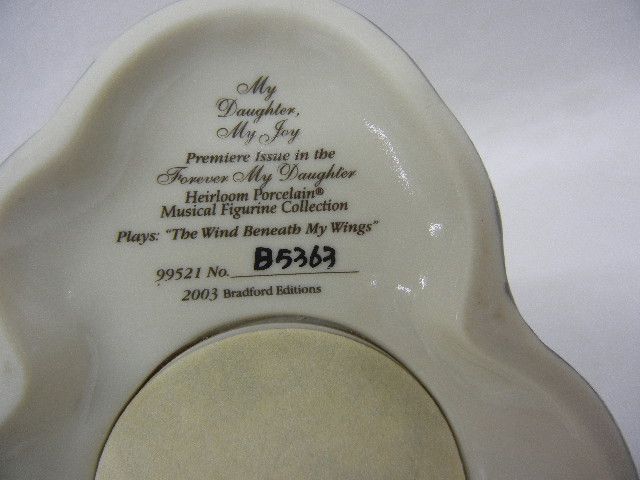 My
Daughter,
My Joy
Premiere Issue in the
Forever My Daughter
Heirloom Porcelain®
Musical Figurine Collection
Plays: "The Wind Beneath My Wings"
99521 No. B5363
2003 Bradford Editions